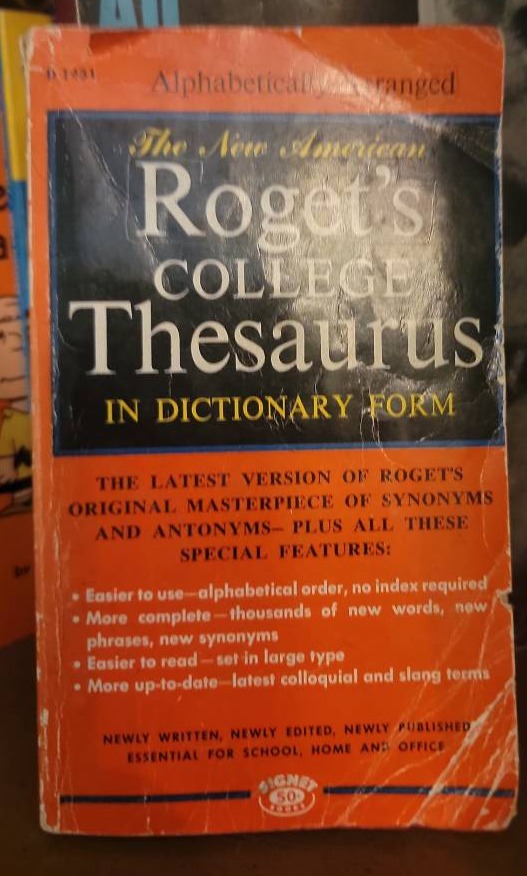 D 1431
Alphabetically Arranged
The New American
Roget's
COLLEGE
Thesaurus
IN DICTIONARY FORM
THE LATEST VERSION OF ROGET'S
ORIGINAL MASTERPIECE OF SYNONYMS
AND ANTONYMS—PLUS ALL THESE
SPECIAL FEATURES:
• Easier to use—alphabetical order, no index required
• More complete—thousands of new words, new
phrases, new synonyms
• Easier to read—set in large type
• More up-to-date—latest colloquial and slang terms
NEWLY WRITTEN, NEWLY EDITED, NEWLY PUBLISHED
ESSENTIAL FOR SCHOOL, HOME AND OFFICE
SIGNET
50¢
BOOKS